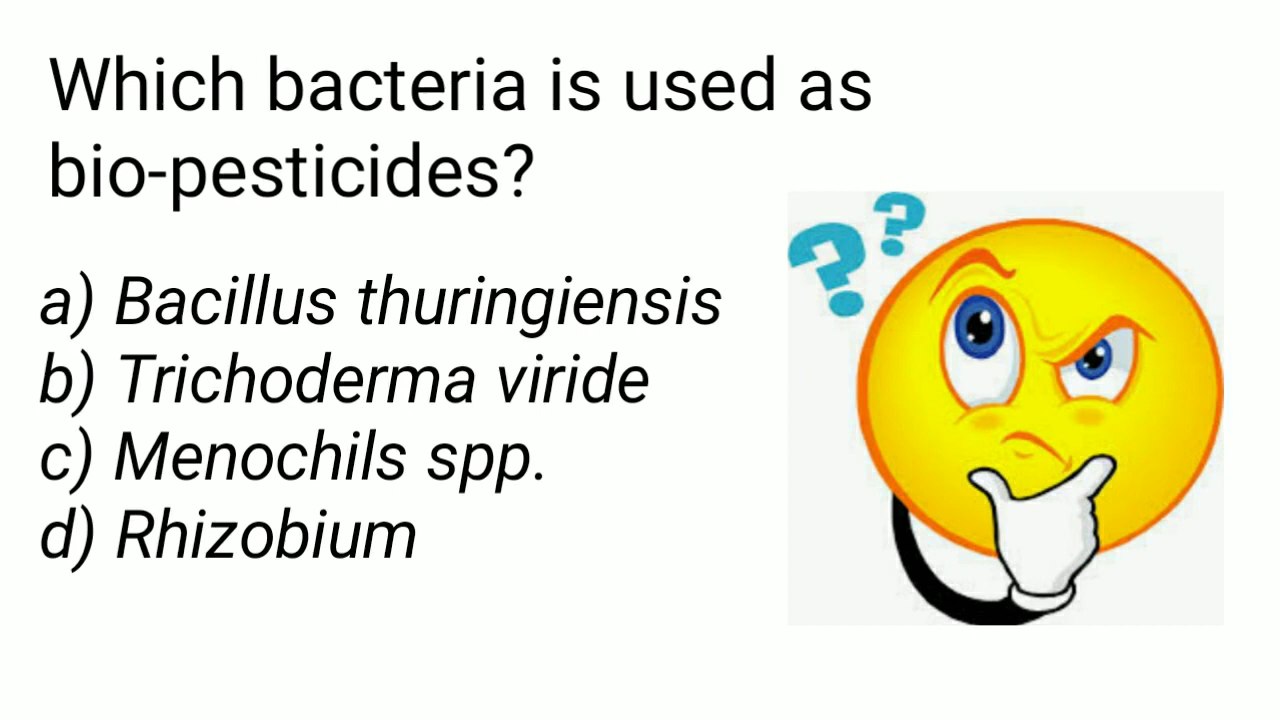 Which bacteria is used as
bio-pesticides?
a) Bacillus thuringiensis
b) Trichoderma viride
c) Menochils spp.
d) Rhizobium
? ?